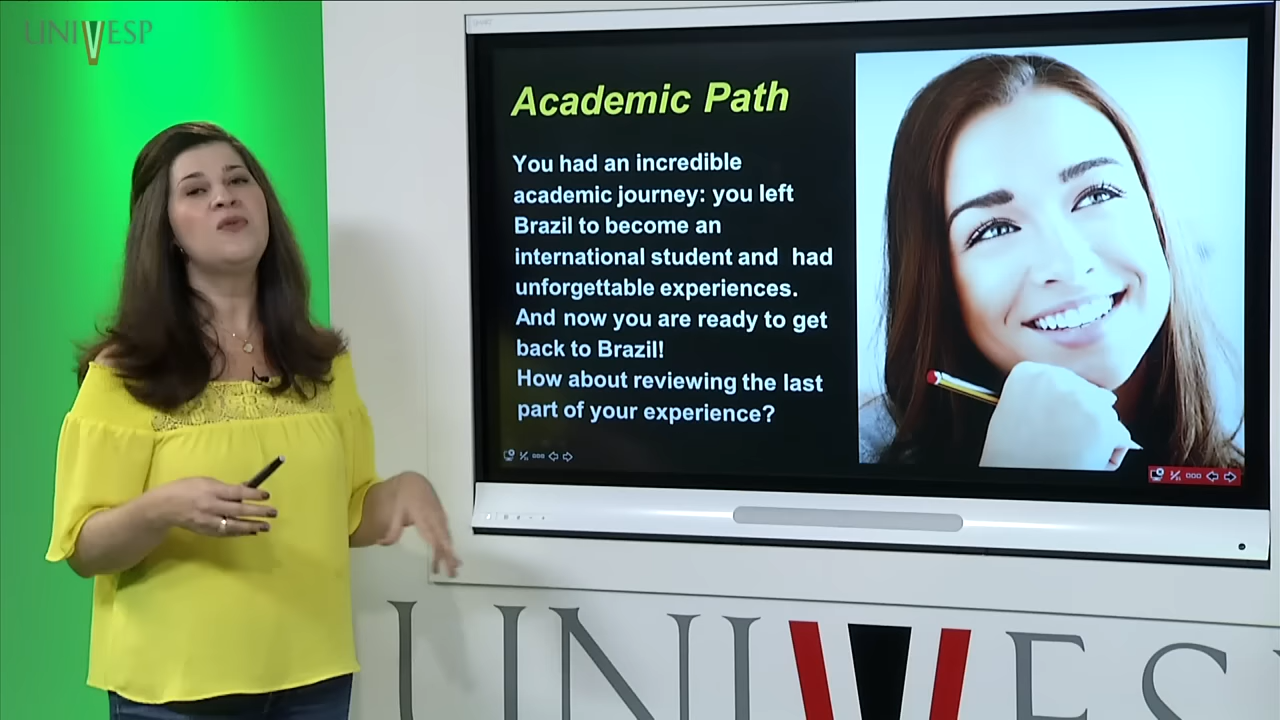 UNIVESP
Academic Path
You had an incredible
academic journey: you left
Brazil to become an
international student and had
unforgettable experiences.
And now you are ready to get
back to Brazil!
How about reviewing the last
part of your experience?
UNIVES